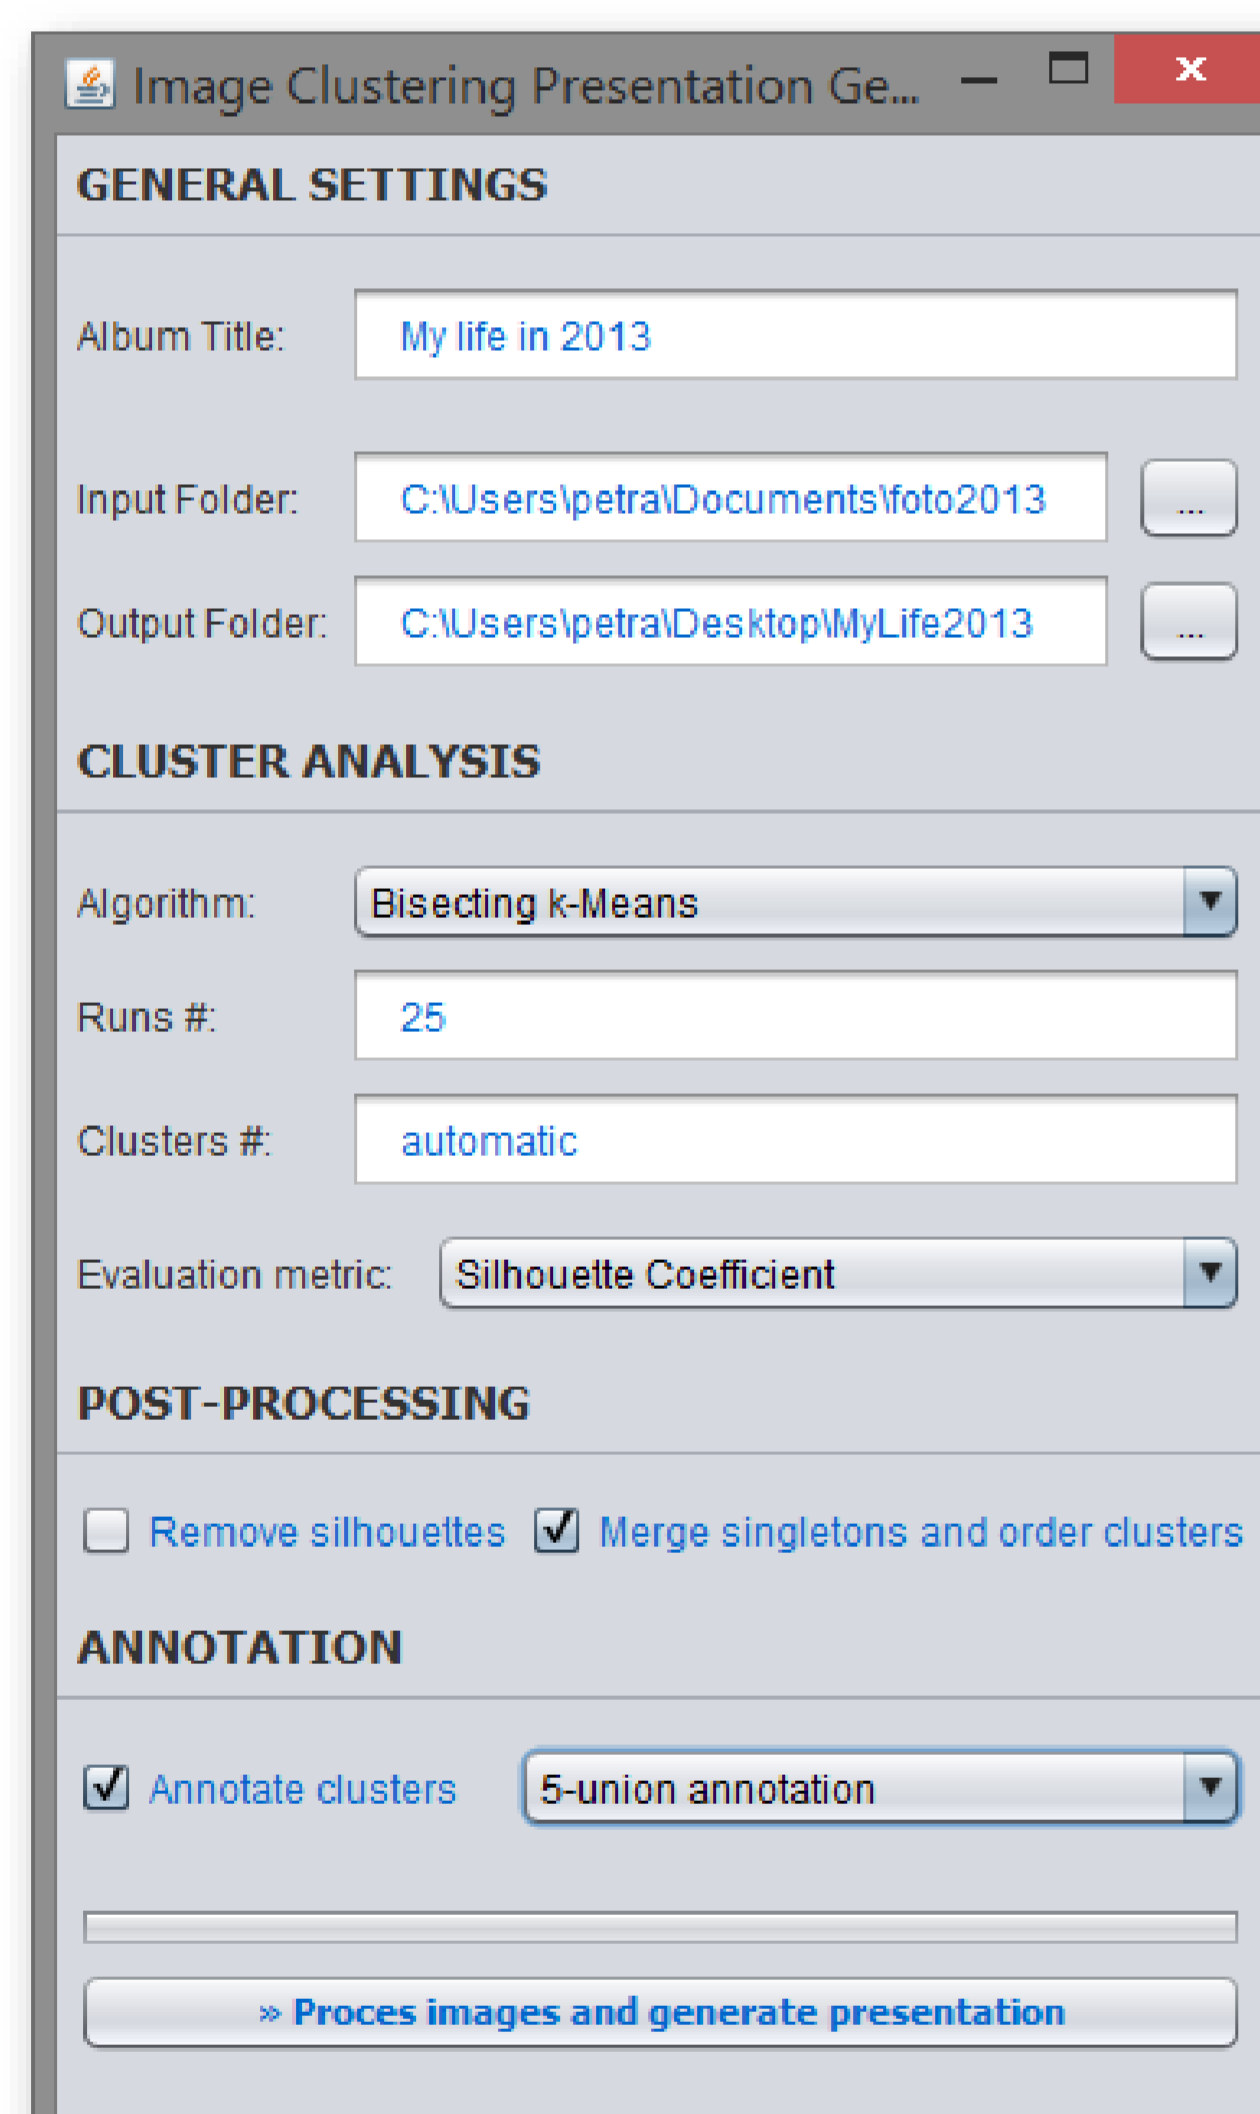 Image Clustering Presentation Ge...
GENERAL SETTINGS
Album Title: My life in 2013
Input Folder: C:\Users\petra\Documents\foto2013 ...
Output Folder: C:\Users\petra\Desktop\MyLife2013 ...
CLUSTER ANALYSIS
Algorithm: Bisecting k-Means
Runs #: 25
Clusters #: automatic
Evaluation metric: Silhouette Coefficient
POST-PROCESSING
Remove silhouettes Merge singletons and order clusters
ANNOTATION
Annotate clusters 5-union annotation
» Proces images and generate presentation